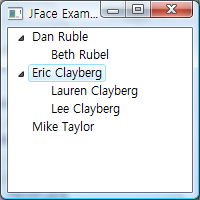 JFace Exam...
Dan Ruble
Beth Rubel
Eric Clayberg
Lauren Clayberg
Lee Clayberg
Mike Taylor